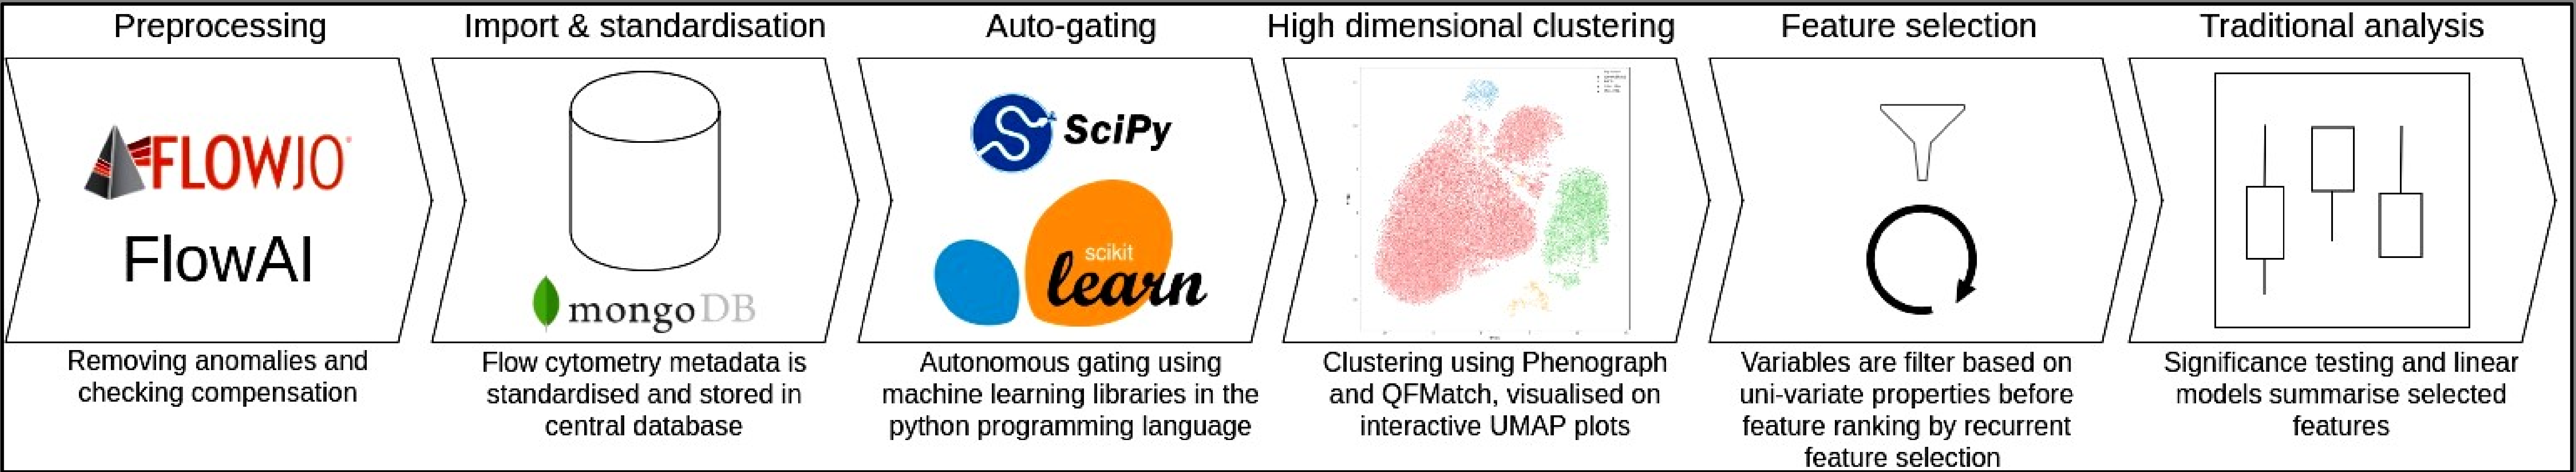 Preprocessing
Import & standardisation
Auto-gating
High dimensional clustering
Feature selection
Traditional analysis
FLOWJO
FlowAI
mongoDB
SciPy
scikit
learn
Removing anomalies and
checking compensation
Flow cytometry metadata is
standardised and stored in
central database
Autonomous gating using
machine learning libraries in the
python programming language
Clustering using Phenograph
and QFMatch, visualised on
interactive UMAP plots
Variables are filter based on
uni-variate properties before
feature ranking by recurrent
feature selection
Significance testing and linear
models summarise selected
features